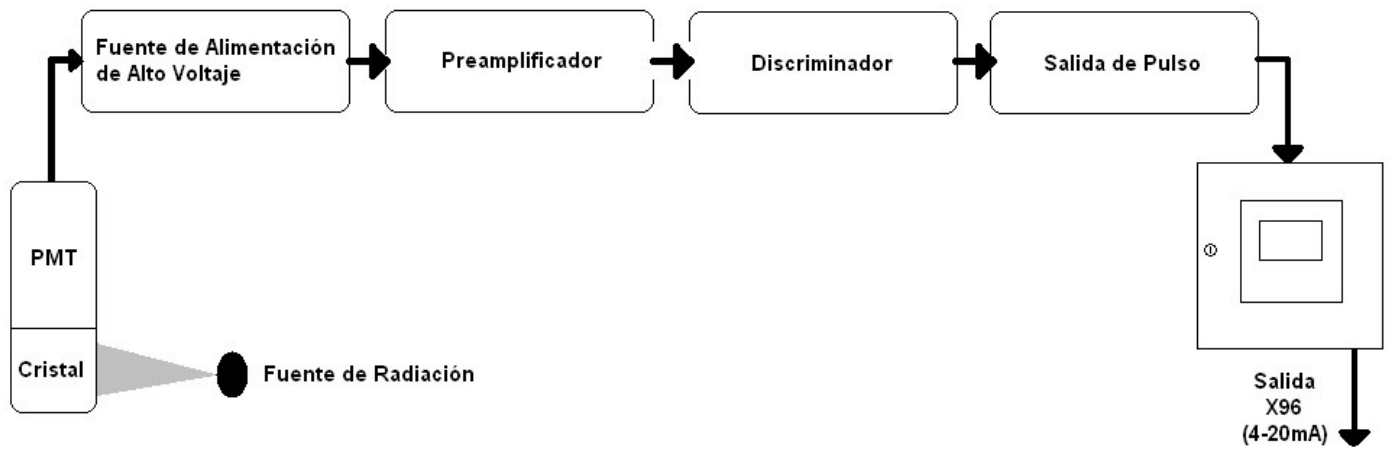 Fuente de Alimentación
de Alto Voltaje
Preamplificador
Discriminador
Salida de Pulso
PMT
Cristal
Fuente de Radiación
Salida
X96
(4-20mA)